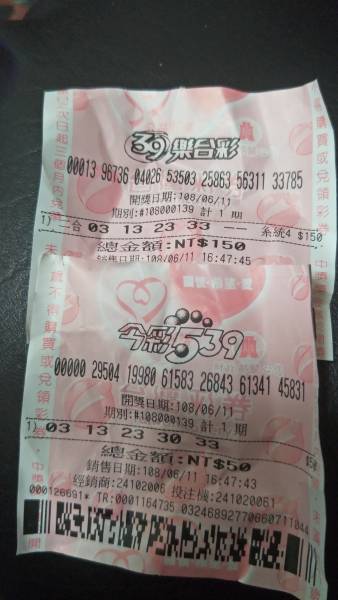 39樂合彩
00013 96736 04026 53503 25863 56311 33785
開獎日期:108/06/11
期別:#108000139 計 1 期
1) 二合 03 13 23 33 -- 系統4 $150
總金額:NT$150
銷售日期:108/06/11 16:47:45
今彩539
00000 29504 19980 61583 26843 61341 45831
開獎日期:108/06/11
期別:#108000139 計 1 期
1) 03 13 23 30 33 $50
總金額:NT$50
銷售日期:108/06/11 16:47:43
經銷商:24102006 投注機:241020061
000126691* TR:0001164735 0324689277066071104